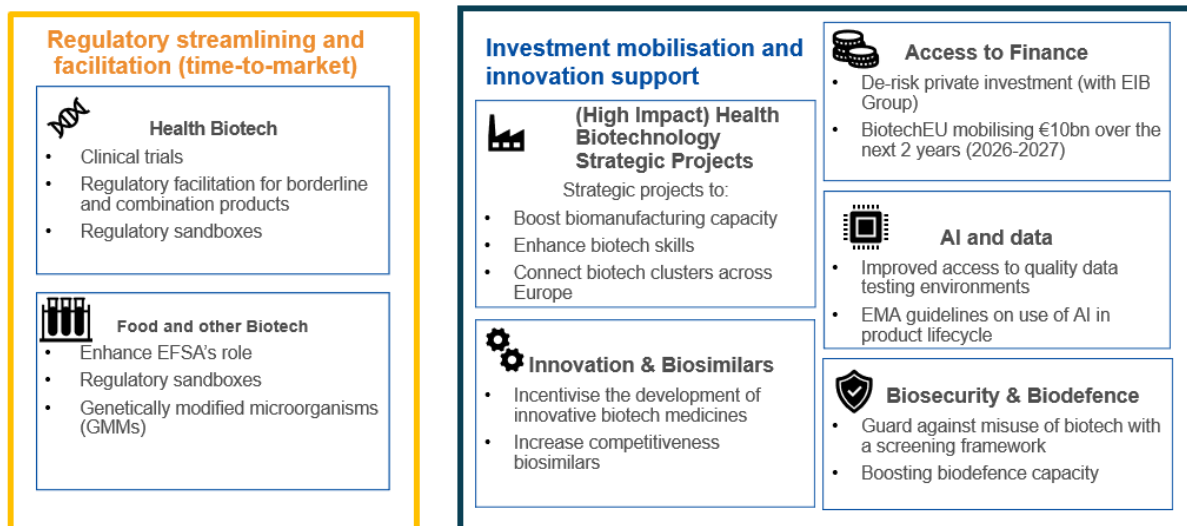 Regulatory streamlining and
facilitation (time-to-market)
Health Biotech
• Clinical trials
• Regulatory facilitation for borderline
and combination products
• Regulatory sandboxes
Food and other Biotech
• Enhance EFSA's role
• Regulatory sandboxes
• Genetically modified microorganisms
(GMMs)
Investment mobilisation and
innovation support
(High Impact) Health
Biotechnology
Strategic Projects
Strategic projects to:
• Boost biomanufacturing capacity
• Enhance biotech skills
• Connect biotech clusters across
Europe
Innovation & Biosimilars
• Incentivise the development of
innovative biotech medicines
• Increase competitiveness
biosimilars
Access to Finance
• De-risk private investment (with EIB
Group)
• BiotechEU mobilising €10bn over the
next 2 years (2026-2027)
AI and data
• Improved access to quality data
testing environments
• EMA guidelines on use of AI in
product lifecycle
Biosecurity & Biodefence
• Guard against misuse of biotech with
a screening framework
• Boosting biodefence capacity